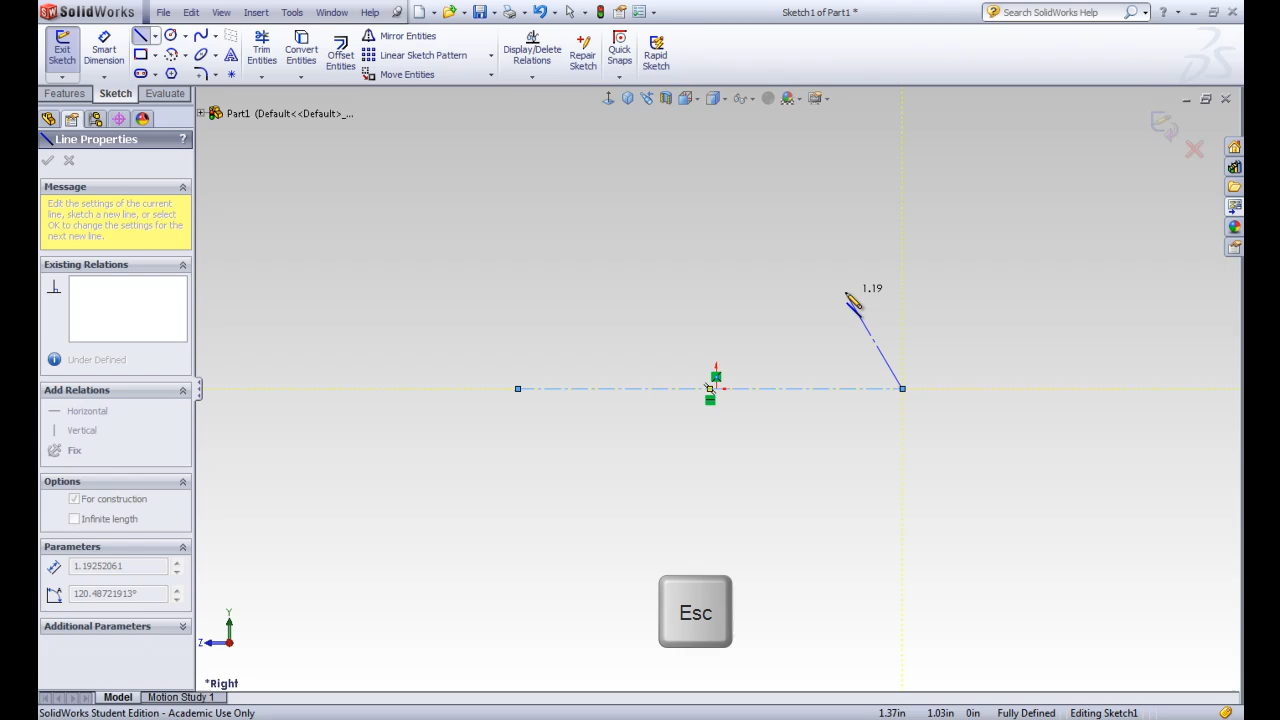 SolidWorks File Edit View Insert Tools Window Help Sketch1 of Part1 * Search SolidWorks Help
Exit Sketch
Smart Dimension
Trim Entities
Convert Entities
Offset Entities
Mirror Entities
Linear Sketch Pattern
Move Entities
Display/Delete Relations
Repair Sketch
Quick Snaps
Rapid Sketch
Features Sketch Evaluate
Part1 (Default<<Default>_...
Line Properties ?
Message
Edit the settings of the current
line, sketch a new line, or select
OK to change the settings for the
next new line.
Existing Relations
Under Defined
Add Relations
Horizontal
Vertical
Fix
Options
For construction
Infinite length
Parameters
1.19252061
120.48721913°
Additional Parameters
1.19
Esc
Y
Z
*Right
Model Motion Study 1
SolidWorks Student Edition - Academic Use Only 1.37in 1.03in 0in Fully Defined Editing Sketch1